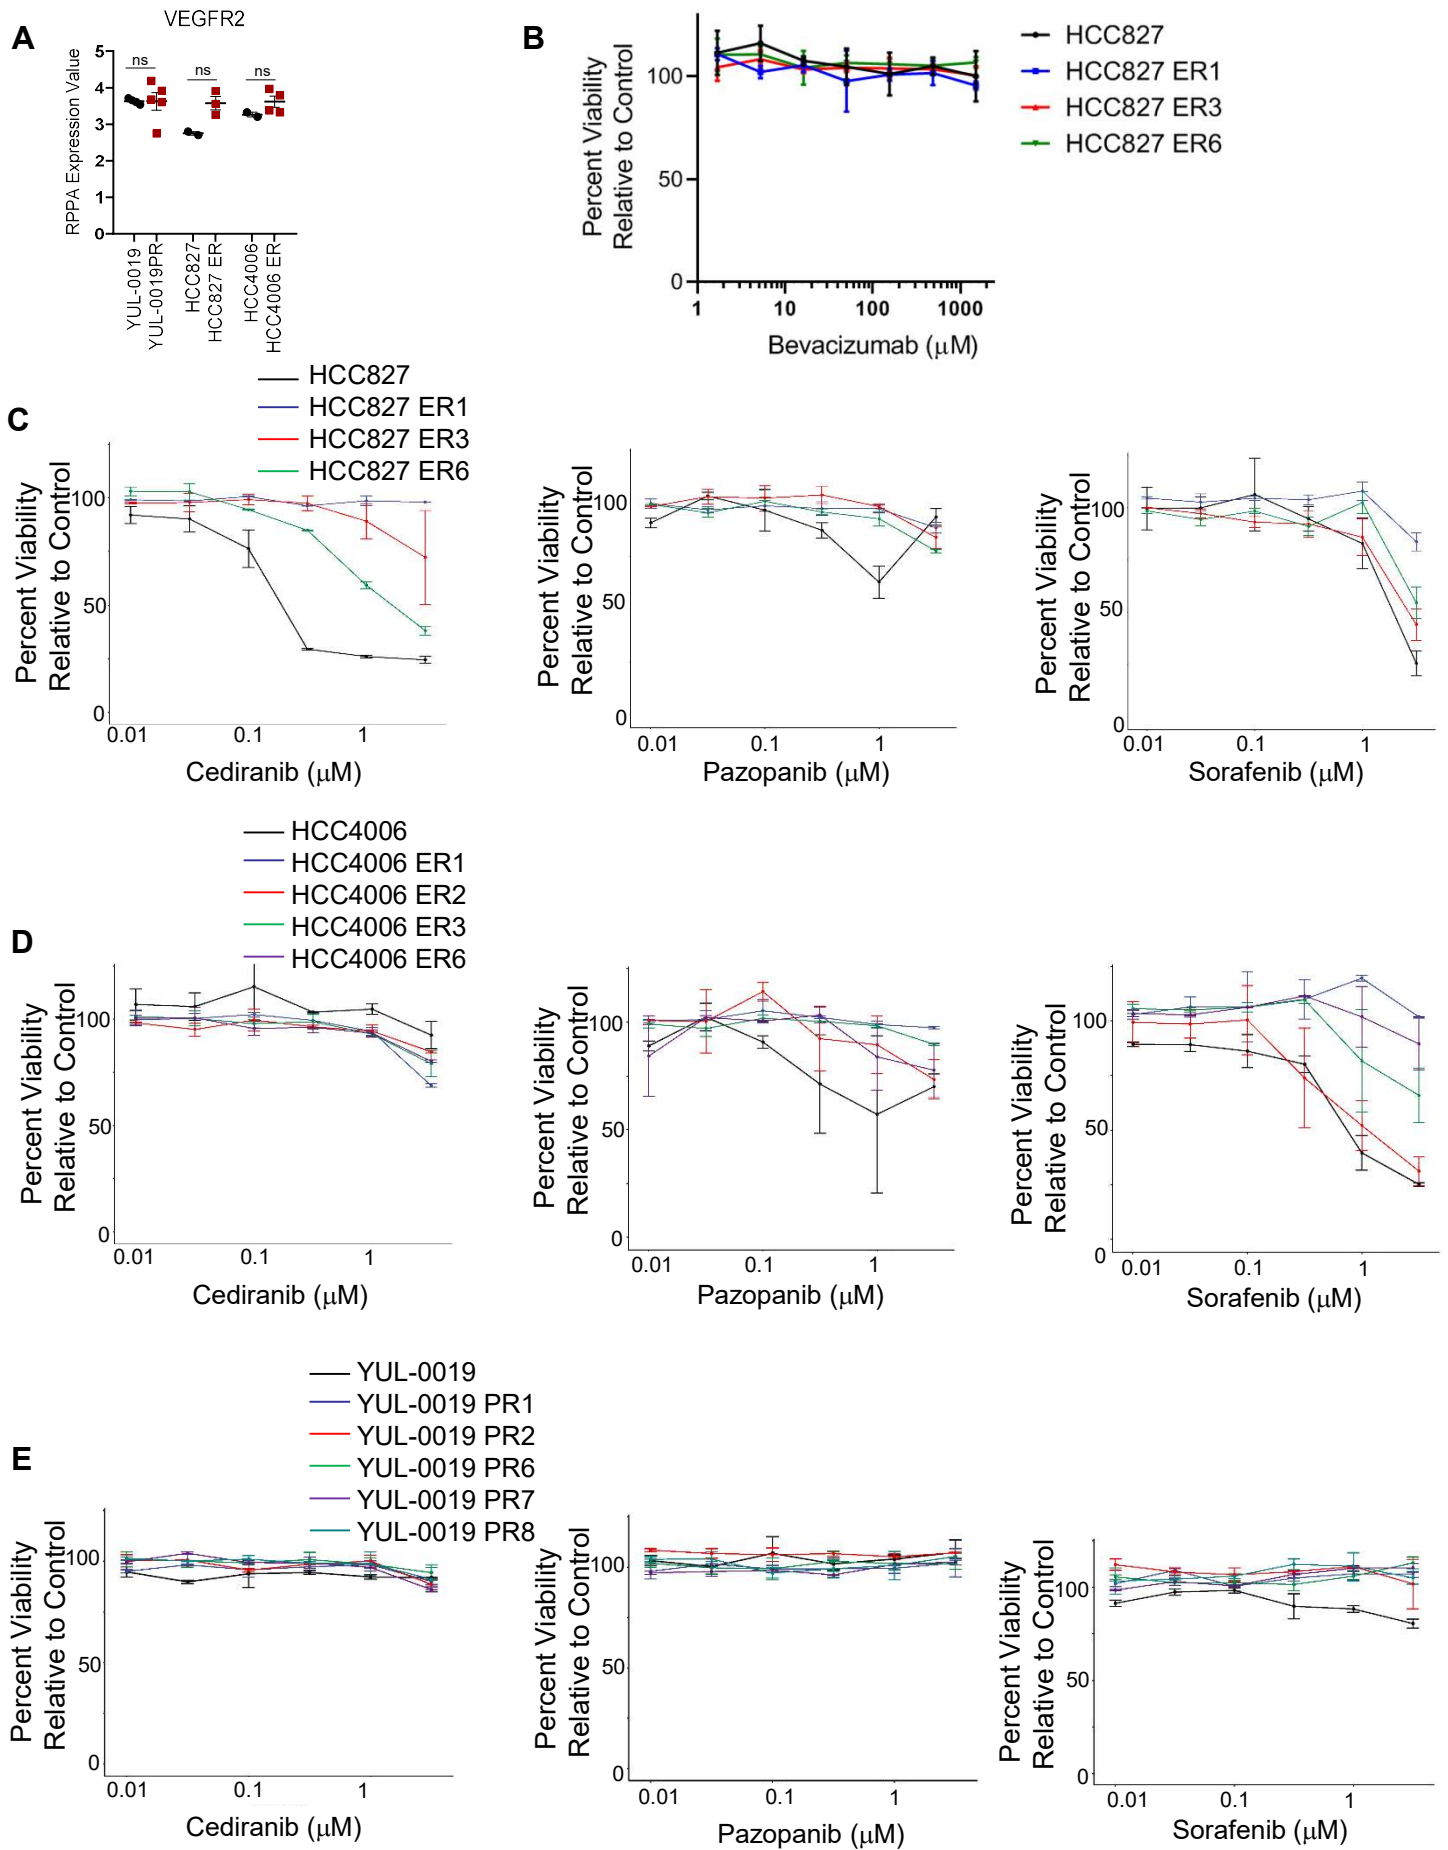 A
VEGFR2
RPPA Expression Value
5
4
3
2
1
0
ns
ns
ns
YUL-0019
YUL-0019PR
HCC827
HCC827 ER
HCC4006
HCC4006 ER
B
Percent Viability
Relative to Control
100
50
0
1
10
100
1000
Bevacizumab (μM)
HCC827
HCC827 ER1
HCC827 ER3
HCC827 ER6
C
HCC827
HCC827 ER1
HCC827 ER3
HCC827 ER6
Percent Viability
Relative to Control
100
50
0
0.01
0.1
1
Cediranib (μM)
Percent Viability
Relative to Control
100
50
0
0.01
0.1
1
Pazopanib (μM)
Percent Viability
Relative to Control
100
50
0
0.01
0.1
1
Sorafenib (μM)
D
HCC4006
HCC4006 ER1
HCC4006 ER2
HCC4006 ER3
HCC4006 ER6
Percent Viability
Relative to Control
100
50
0
0.01
0.1
1
Cediranib (μM)
Percent Viability
Relative to Control
100
50
0
0.01
0.1
1
Pazopanib (μM)
Percent Viability
Relative to Control
100
50
0
0.01
0.1
1
Sorafenib (μM)
E
YUL-0019
YUL-0019 PR1
YUL-0019 PR2
YUL-0019 PR6
YUL-0019 PR7
YUL-0019 PR8
Percent Viability
Relative to Control
100
50
0
0.01
0.1
1
Cediranib (μM)
Percent Viability
Relative to Control
100
50
0
0.01
0.1
1
Pazopanib (μM)
Percent Viability
Relative to Control
100
50
0
0.01
0.1
1
Sorafenib (μM)